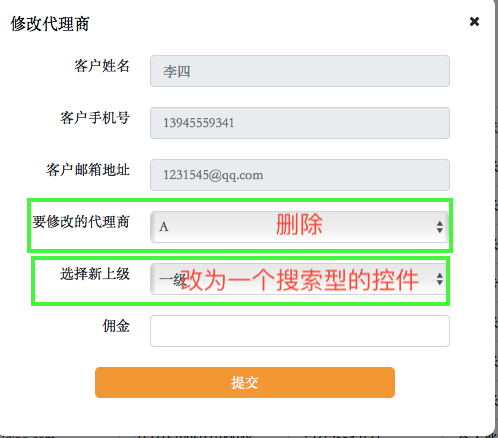 修改代理商 ×
客户姓名 李四
客户手机号 13945559341
客户邮箱地址 1231545@qq.com
要修改的代理商 A 删除
选择新上级 一级 改为一个搜索型的控件
佣金
提交